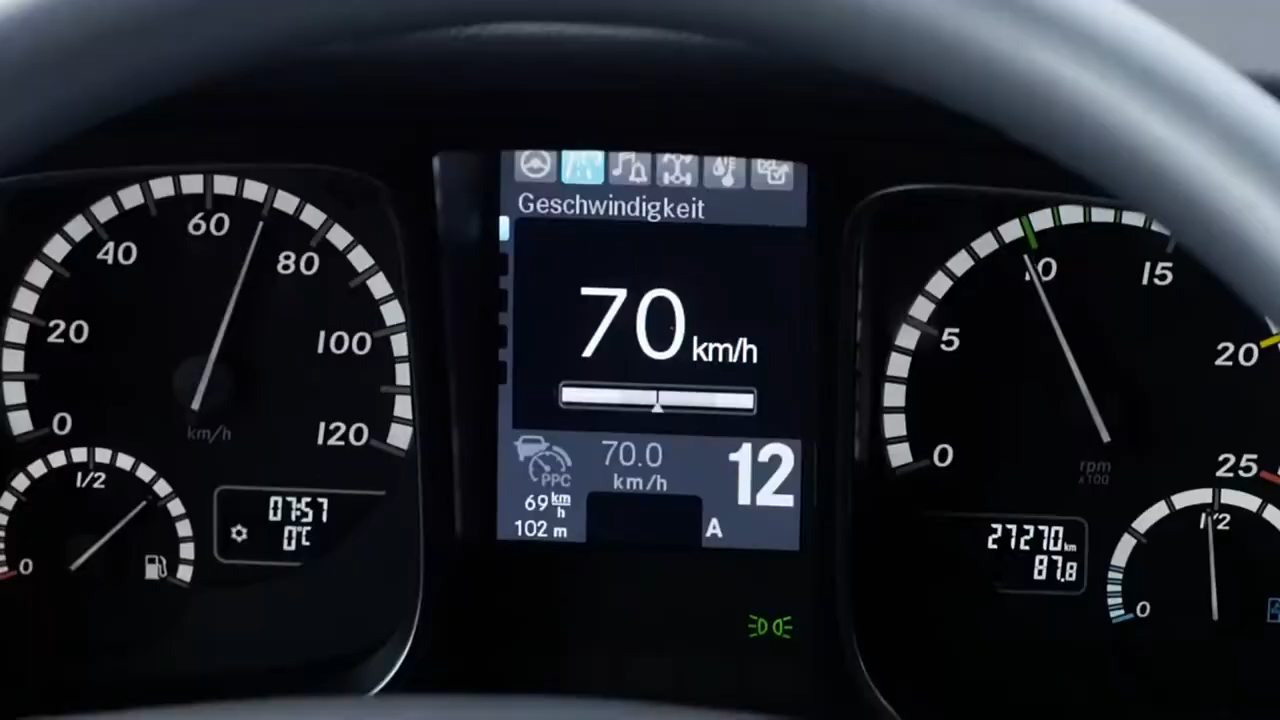 60
40
80
20
100
0
120
km/h
1/2
0
07:57
0°C
Geschwindigkeit
70 km/h
PPC
70.0
km/h
12
69 km/h
102 m
A
10
15
5
20
0
25
rpm
x100
27270 km
87.8
1/2
0